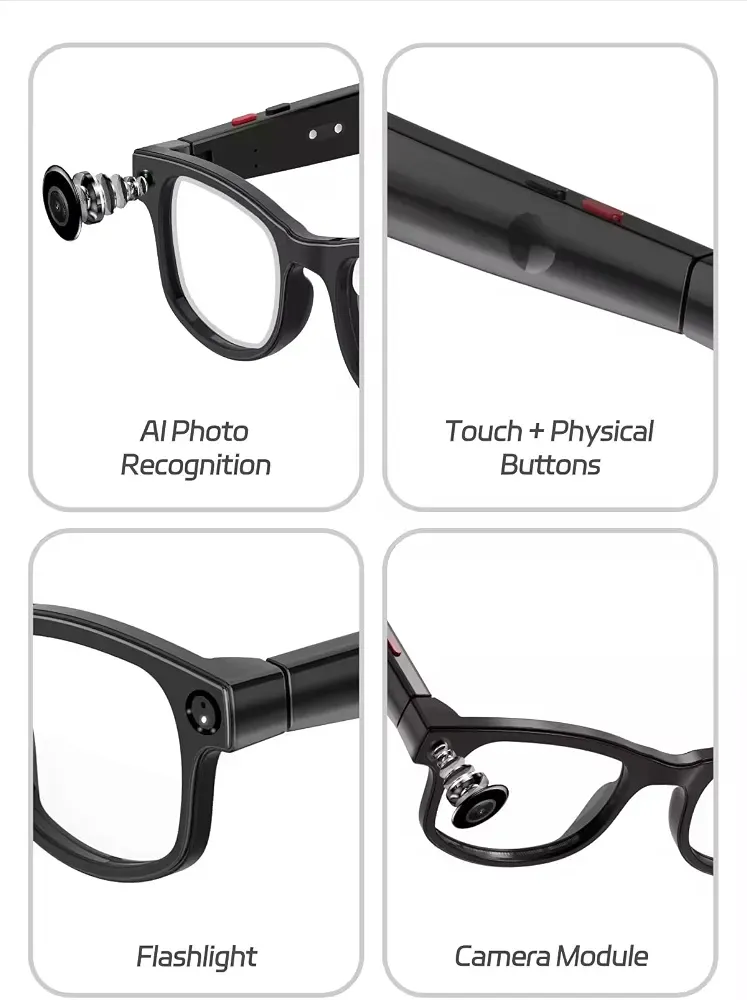 AI Photo
Recognition
Touch + Physical
Buttons
Flashlight
Camera Module